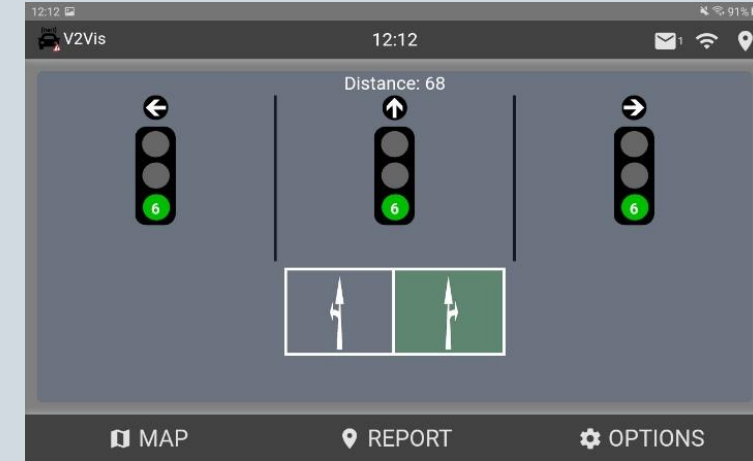 12:12 91%
V2Vis 12:12 1
Distance: 68
6 6 6
MAP REPORT OPTIONS